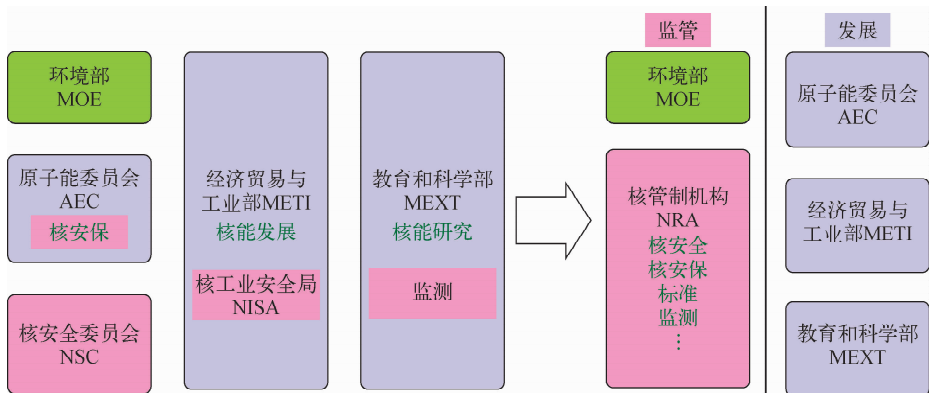 环境部
MOE
原子能委员会
AEC
核安保
核安全委员会
NSC
经济贸易与
工业部METI
核能发展
核工业安全局
NISA
教育和科学部
MEXT
核能研究
监测
监管
环境部
MOE
核管制机构
NRA
核安全
核安保
标准
监测
⋮
发展
原子能委员会
AEC
经济贸易与
工业部METI
教育和科学部
MEXT